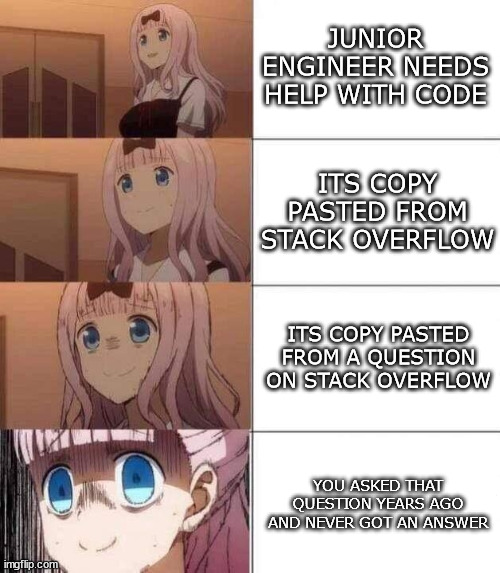 JUNIOR
ENGINEER NEEDS
HELP WITH CODE
ITS COPY
PASTED FROM
STACK OVERFLOW
ITS COPY PASTED
FROM A QUESTION
ON STACK OVERFLOW
YOU ASKED THAT
QUESTION YEARS AGO
AND NEVER GOT AN ANSWER
imgflip.com